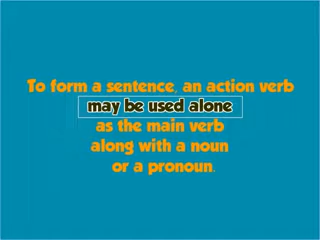 To form a sentence, an action verb
may be used alone
as the main verb
along with a noun
or a pronoun.